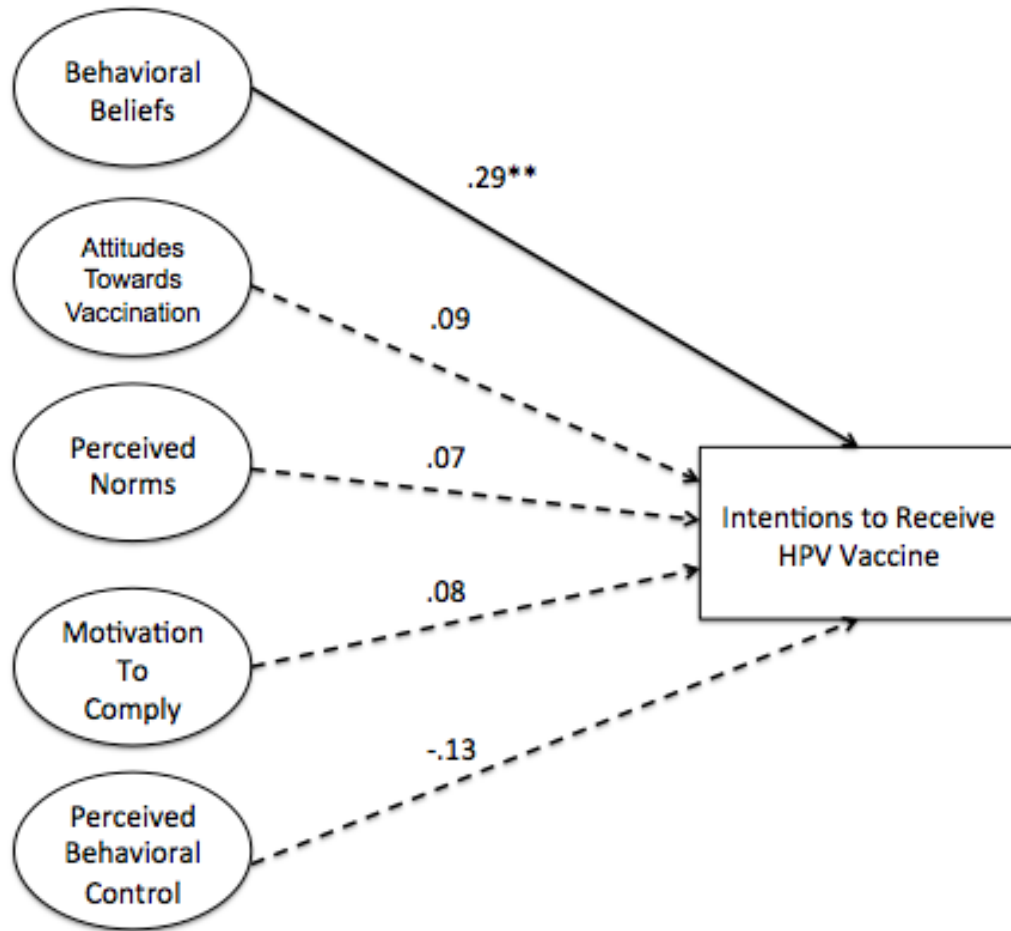 Behavioral
Beliefs
.29**
Attitudes
Towards
Vaccination
.09
Perceived
Norms
.07
Intentions to Receive
HPV Vaccine
Motivation
To
Comply
.08
Perceived
Behavioral
Control
-.13